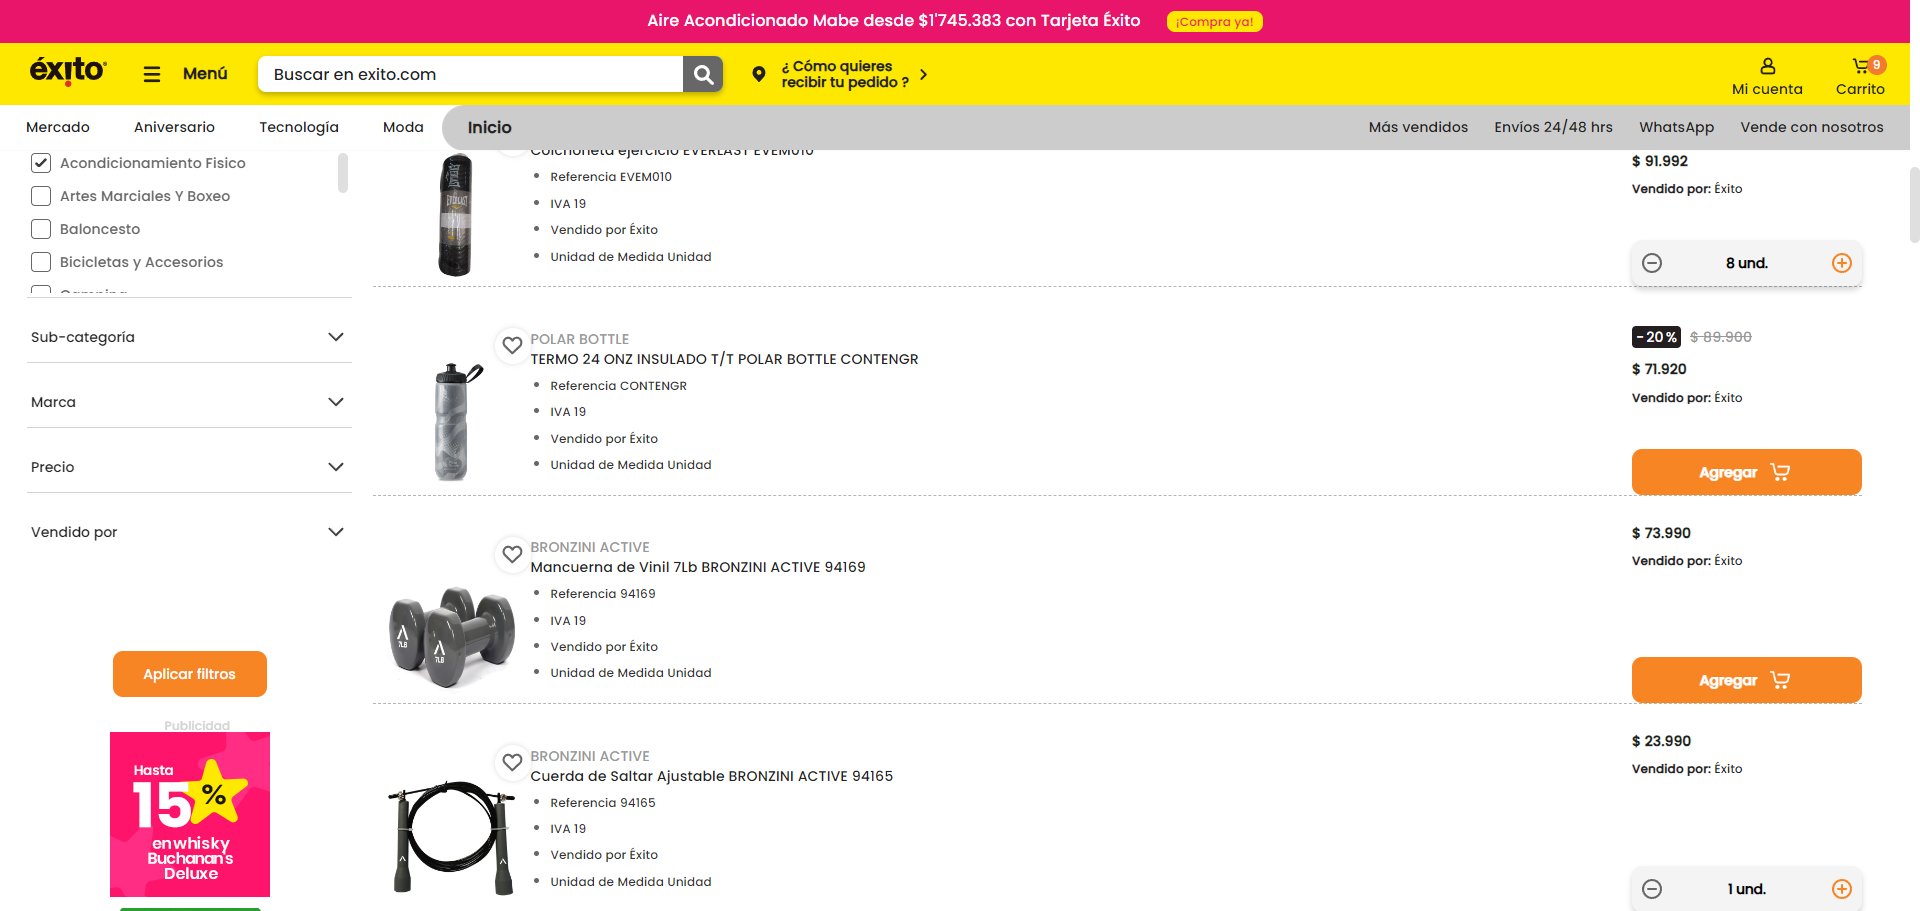 Aire Acondicionado Mabe desde $1'745.383 con Tarjeta Éxito
¡Compra ya!
éxito
Menú
Buscar en exito.com
¿ Cómo quieres
recibir tu pedido ?
Mi cuenta
9
Carrito
Mercado
Aniversario
Tecnología
Moda
Inicio
Más vendidos
Envíos 24/48 hrs
WhatsApp
Vende con nosotros
Acondicionamiento Fisico
Artes Marciales Y Boxeo
Baloncesto
Bicicletas y Accesorios
Sub-categoría
Marca
Precio
Vendido por
Aplicar filtros
Publicidad
Hasta
15%
en whisky
Buchanan's
Deluxe
Colchoneta ejercicio EVERLAST EVEM010
Referencia EVEM010
IVA 19
Vendido por Éxito
Unidad de Medida Unidad
$ 91.992
Vendido por: Éxito
8 und.
POLAR BOTTLE
TERMO 24 ONZ INSULADO T/T POLAR BOTTLE CONTENGR
Referencia CONTENGR
IVA 19
Vendido por Éxito
Unidad de Medida Unidad
-20% $ 89.900
$ 71.920
Vendido por: Éxito
Agregar
BRONZINI ACTIVE
Mancuerna de Vinil 7Lb BRONZINI ACTIVE 94169
Referencia 94169
IVA 19
Vendido por Éxito
Unidad de Medida Unidad
7LB
7LB
$ 73.990
Vendido por: Éxito
Agregar
BRONZINI ACTIVE
Cuerda de Saltar Ajustable BRONZINI ACTIVE 94165
Referencia 94165
IVA 19
Vendido por Éxito
Unidad de Medida Unidad
$ 23.990
Vendido por: Éxito
1 und.